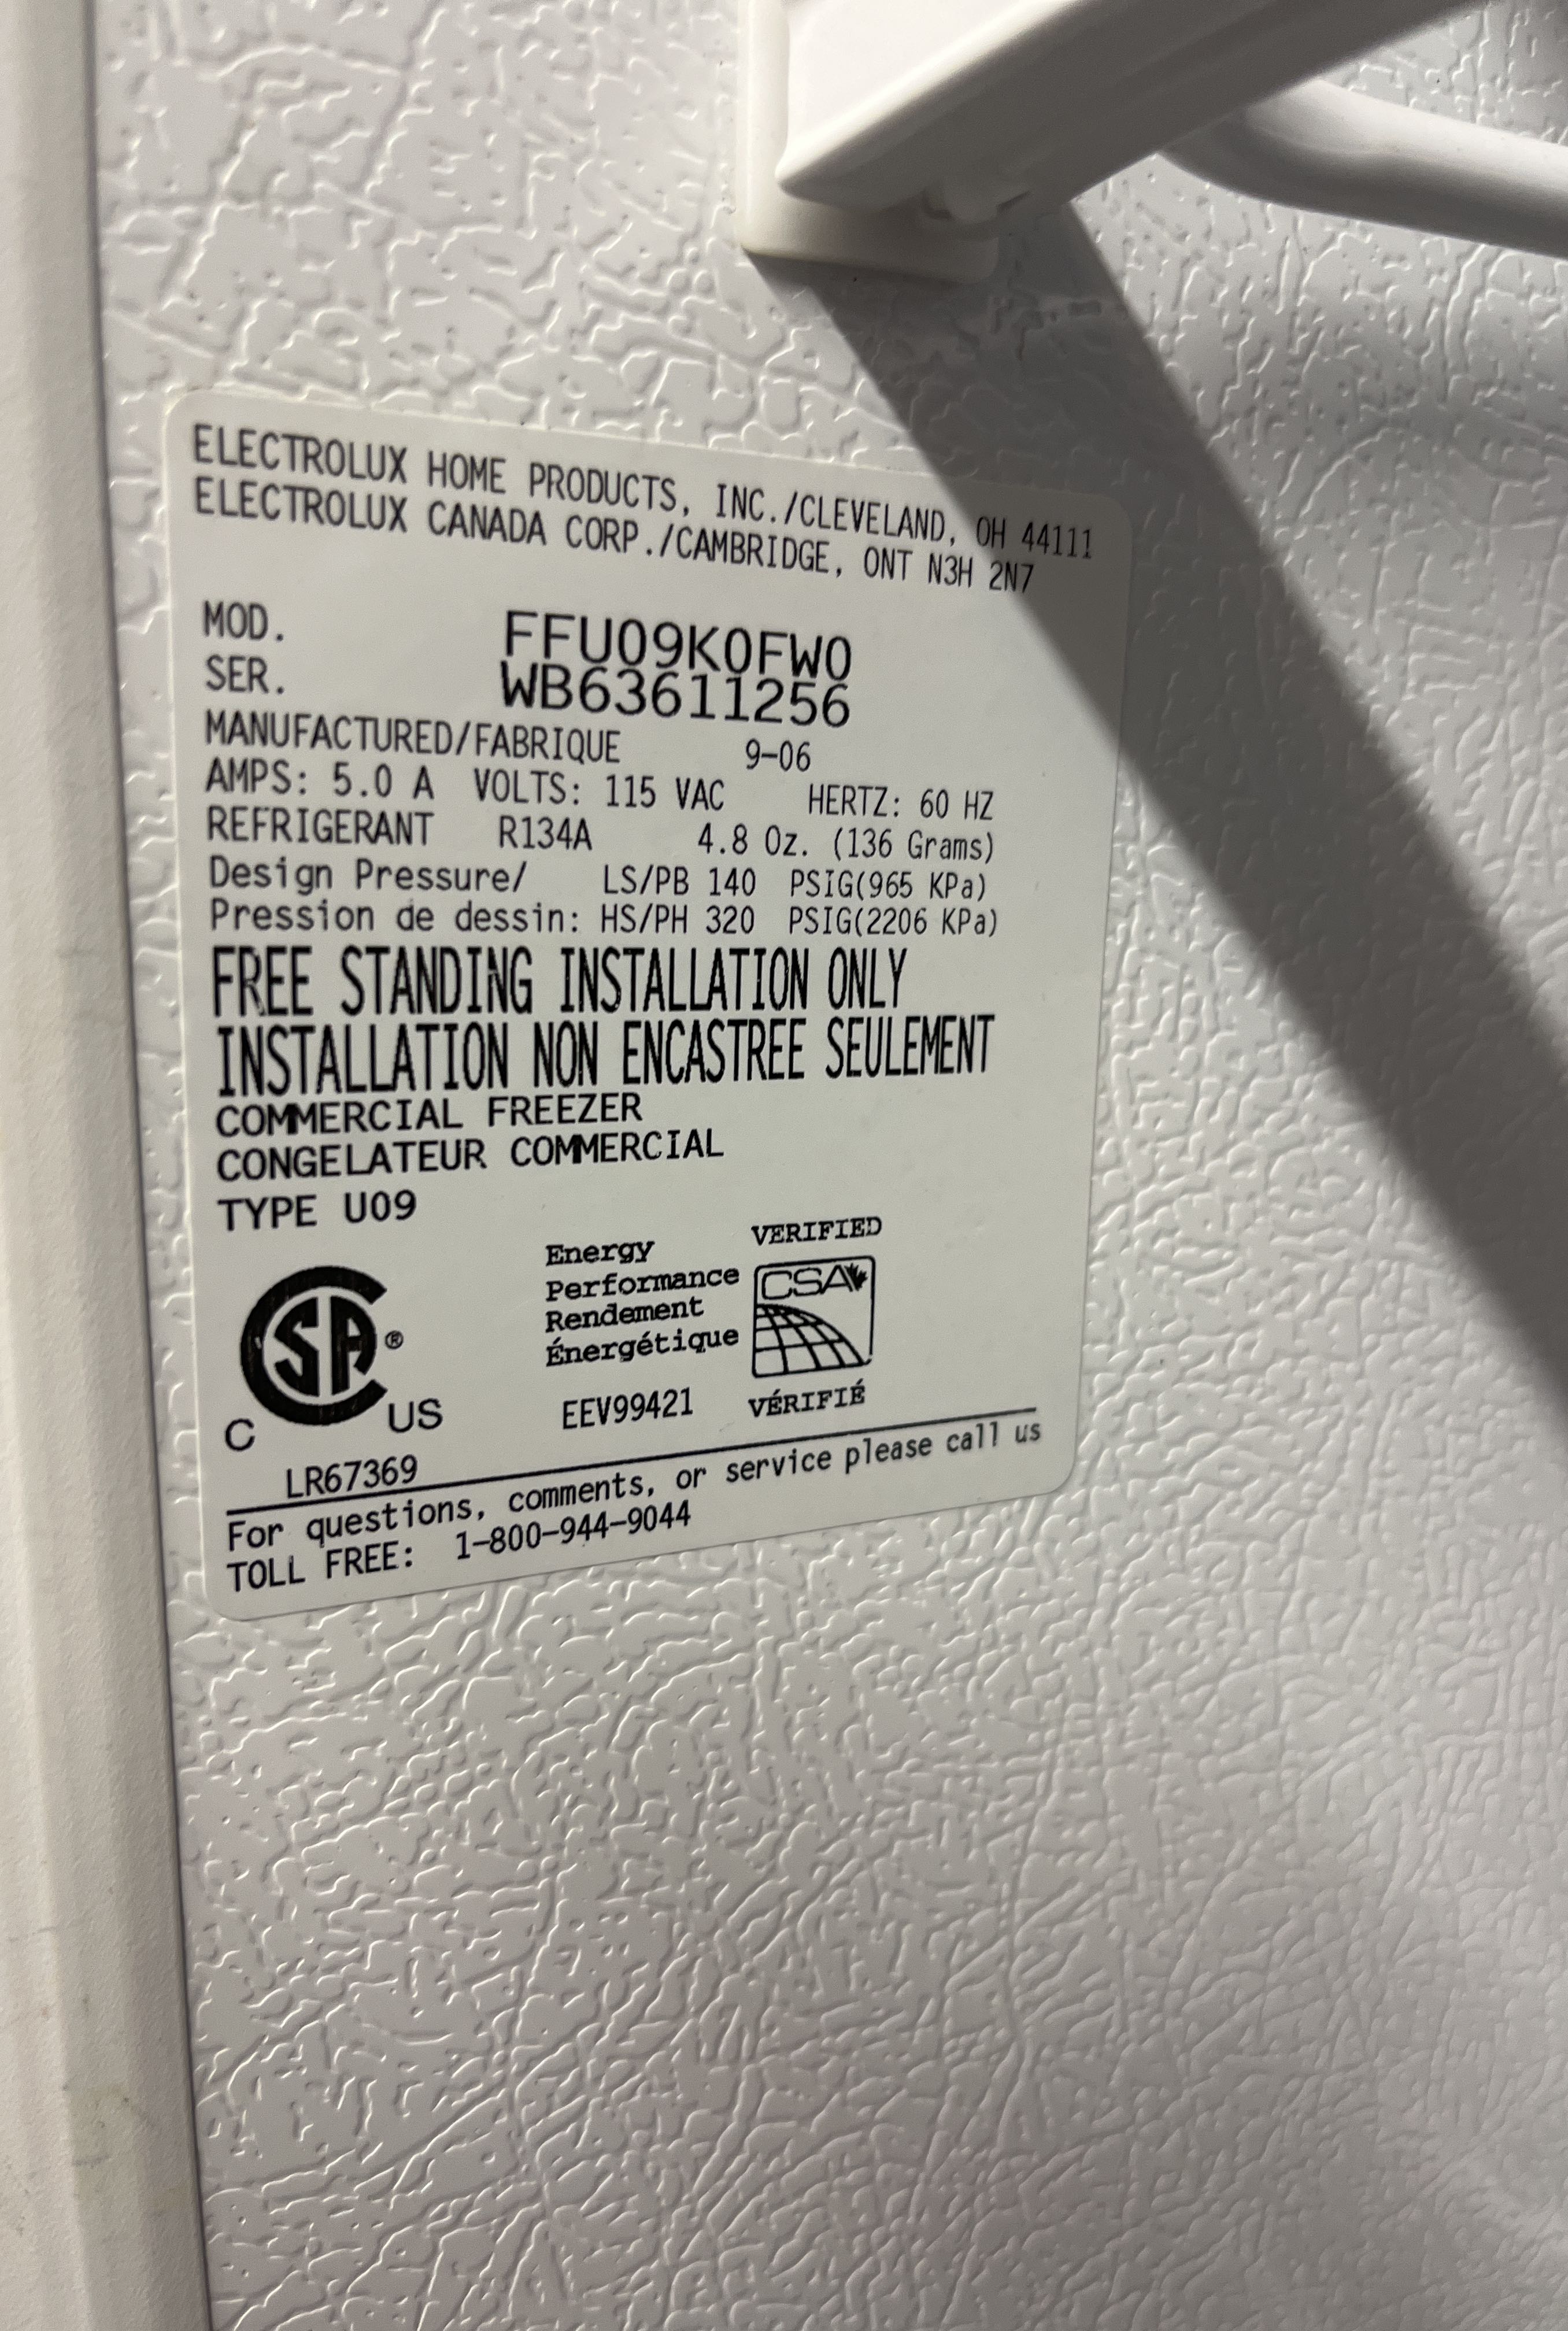 ELECTROLUX HOME PRODUCTS, INC./CLEVELAND, OH 44111
ELECTROLUX CANADA CORP./CAMBRIDGE, ONT N3H 2N7
MOD. FFU09K0FW0
SER. WB63611256
MANUFACTURED/FABRIQUE 9-06
AMPS: 5.0 A VOLTS: 115 VAC HERTZ: 60 HZ
REFRIGERANT R134A 4.8 Oz. (136 Grams)
Design Pressure/ LS/PB 140 PSIG(965 KPa)
Pression de dessin: HS/PH 320 PSIG(2206 KPa)
FREE STANDING INSTALLATION ONLY
INSTALLATION NON ENCASTREE SEULEMENT
COMMERCIAL FREEZER
CONGELATEUR COMMERCIAL
TYPE U09
CSA®
C US
LR67369
Energy
Performance
Rendement
Énergétique
EEV99421
VERIFIED
CSA
VÉRIFIÉ
For questions, comments, or service please call us
TOLL FREE: 1-800-944-9044